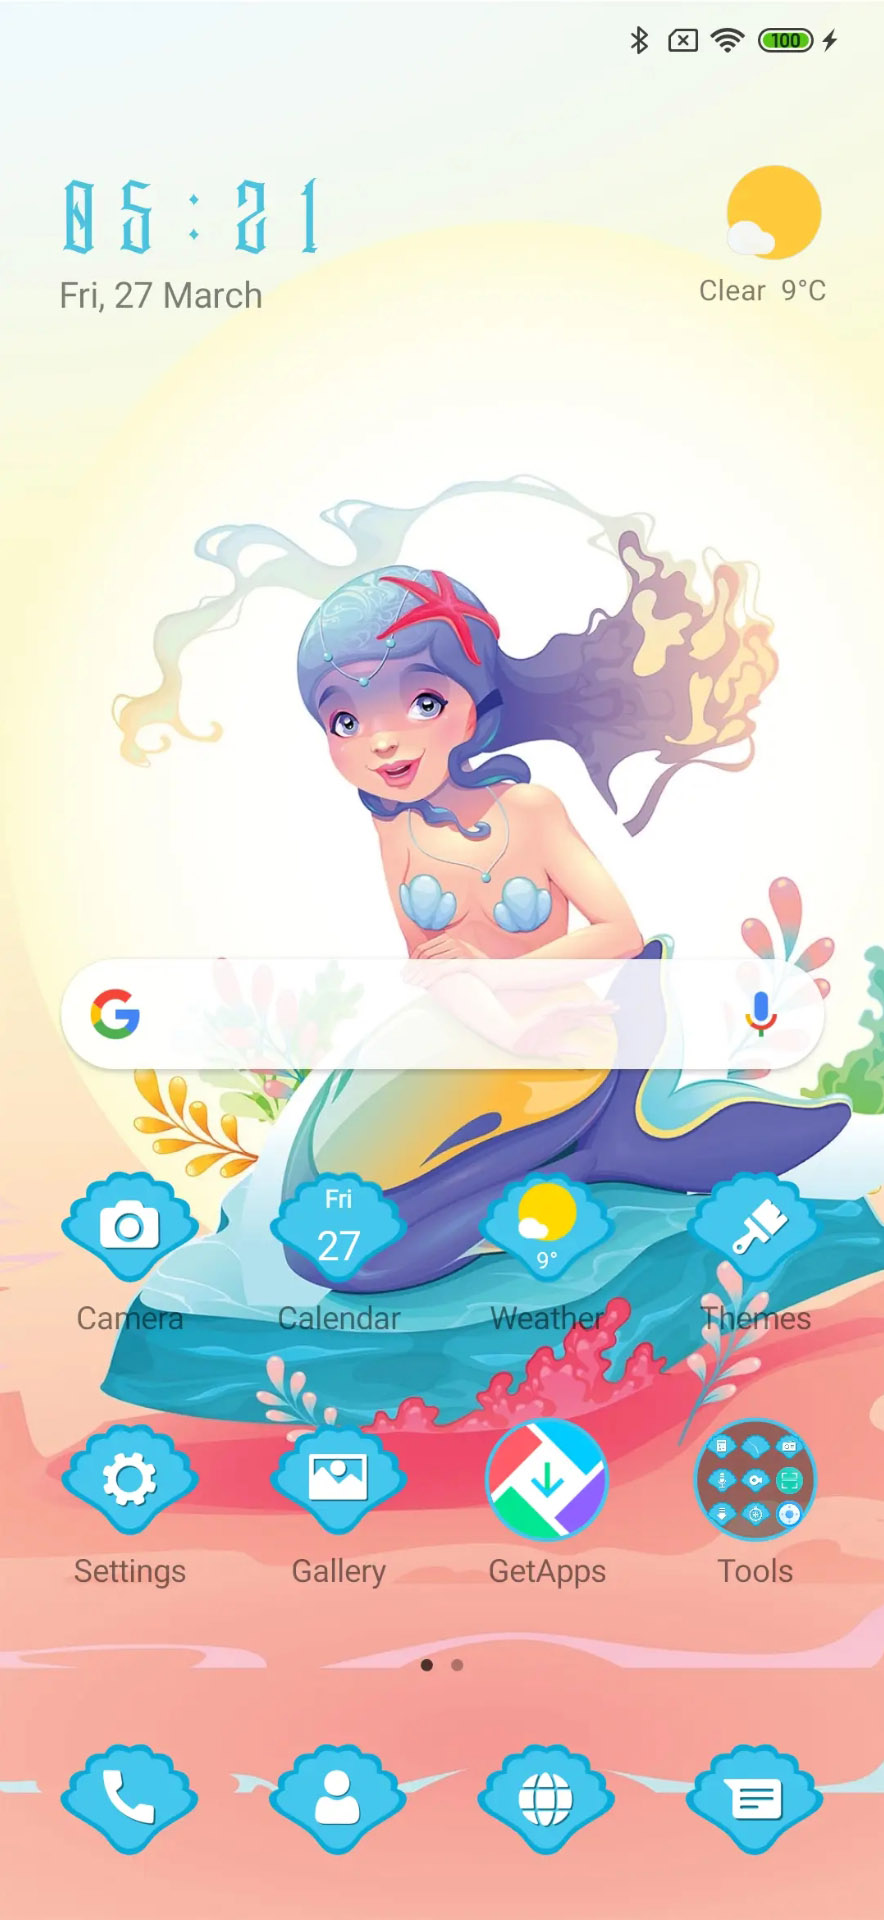 100
05:21
Fri, 27 March
Clear 9°C
Fri
27
9°
Camera
Calendar
Weather
Themes
Settings
Gallery
GetApps
Tools